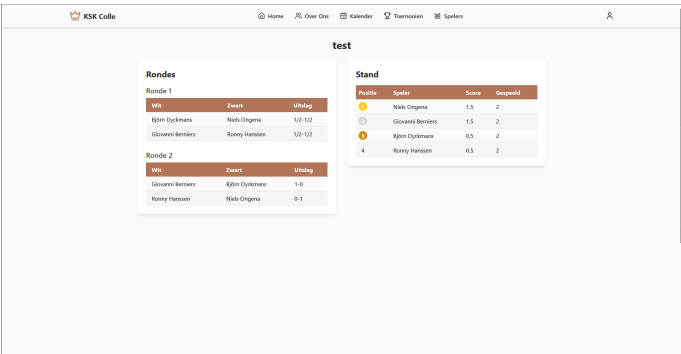 KSK Colle
Home Over Ons Kalender Toernooien Spelers
test
Rondes
Ronde 1
Wit Zwart Uitslag
Björn Dyckmans Niels Ongena 1/2-1/2
Giovanni Berniers Ronny Hanssen 1/2-1/2
Ronde 2
Wit Zwart Uitslag
Giovanni Berniers Björn Dyckmans 1-0
Ronny Hanssen Niels Ongena 0-1
Stand
Positie Speler Score Gespeeld
1 Niels Ongena 1.5 2
2 Giovanni Berniers 1.5 2
3 Björn Dyckmans 0.5 2
4 Ronny Hanssen 0.5 2